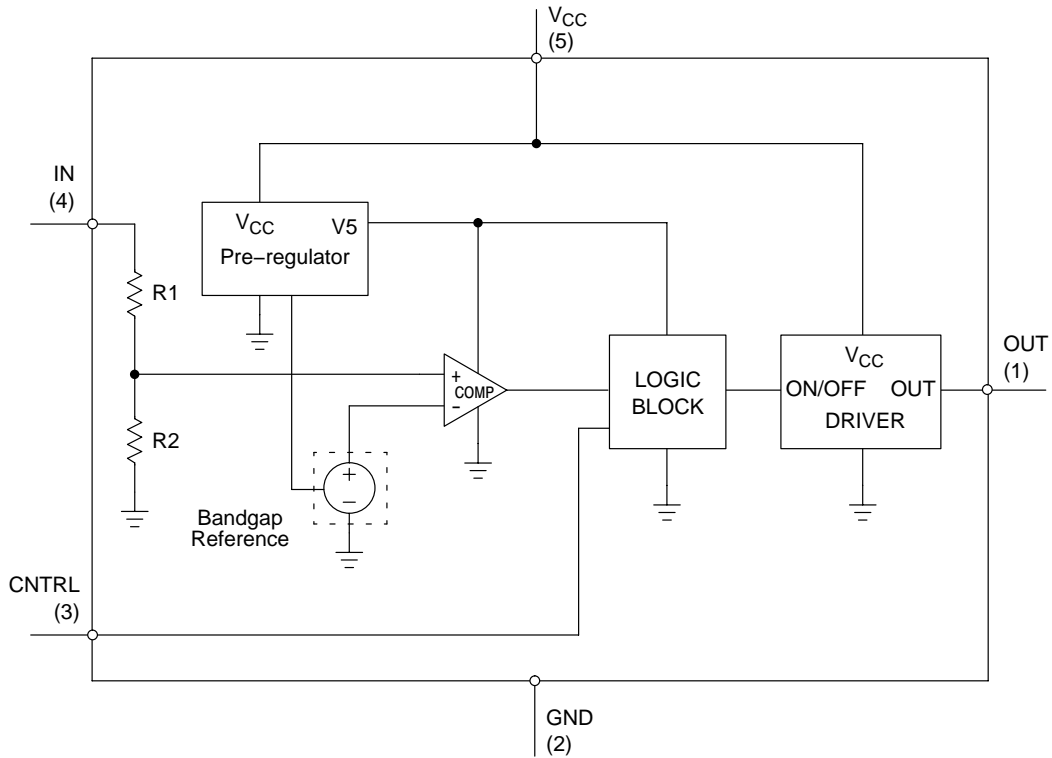 VCC
(5)
IN
(4)
VCC
V5
Pre−regulator
R1
R2
+
COMP
−
+
−
Bandgap
Reference
LOGIC
BLOCK
VCC
ON/OFF
OUT
DRIVER
OUT
(1)
CNTRL
(3)
GND
(2)